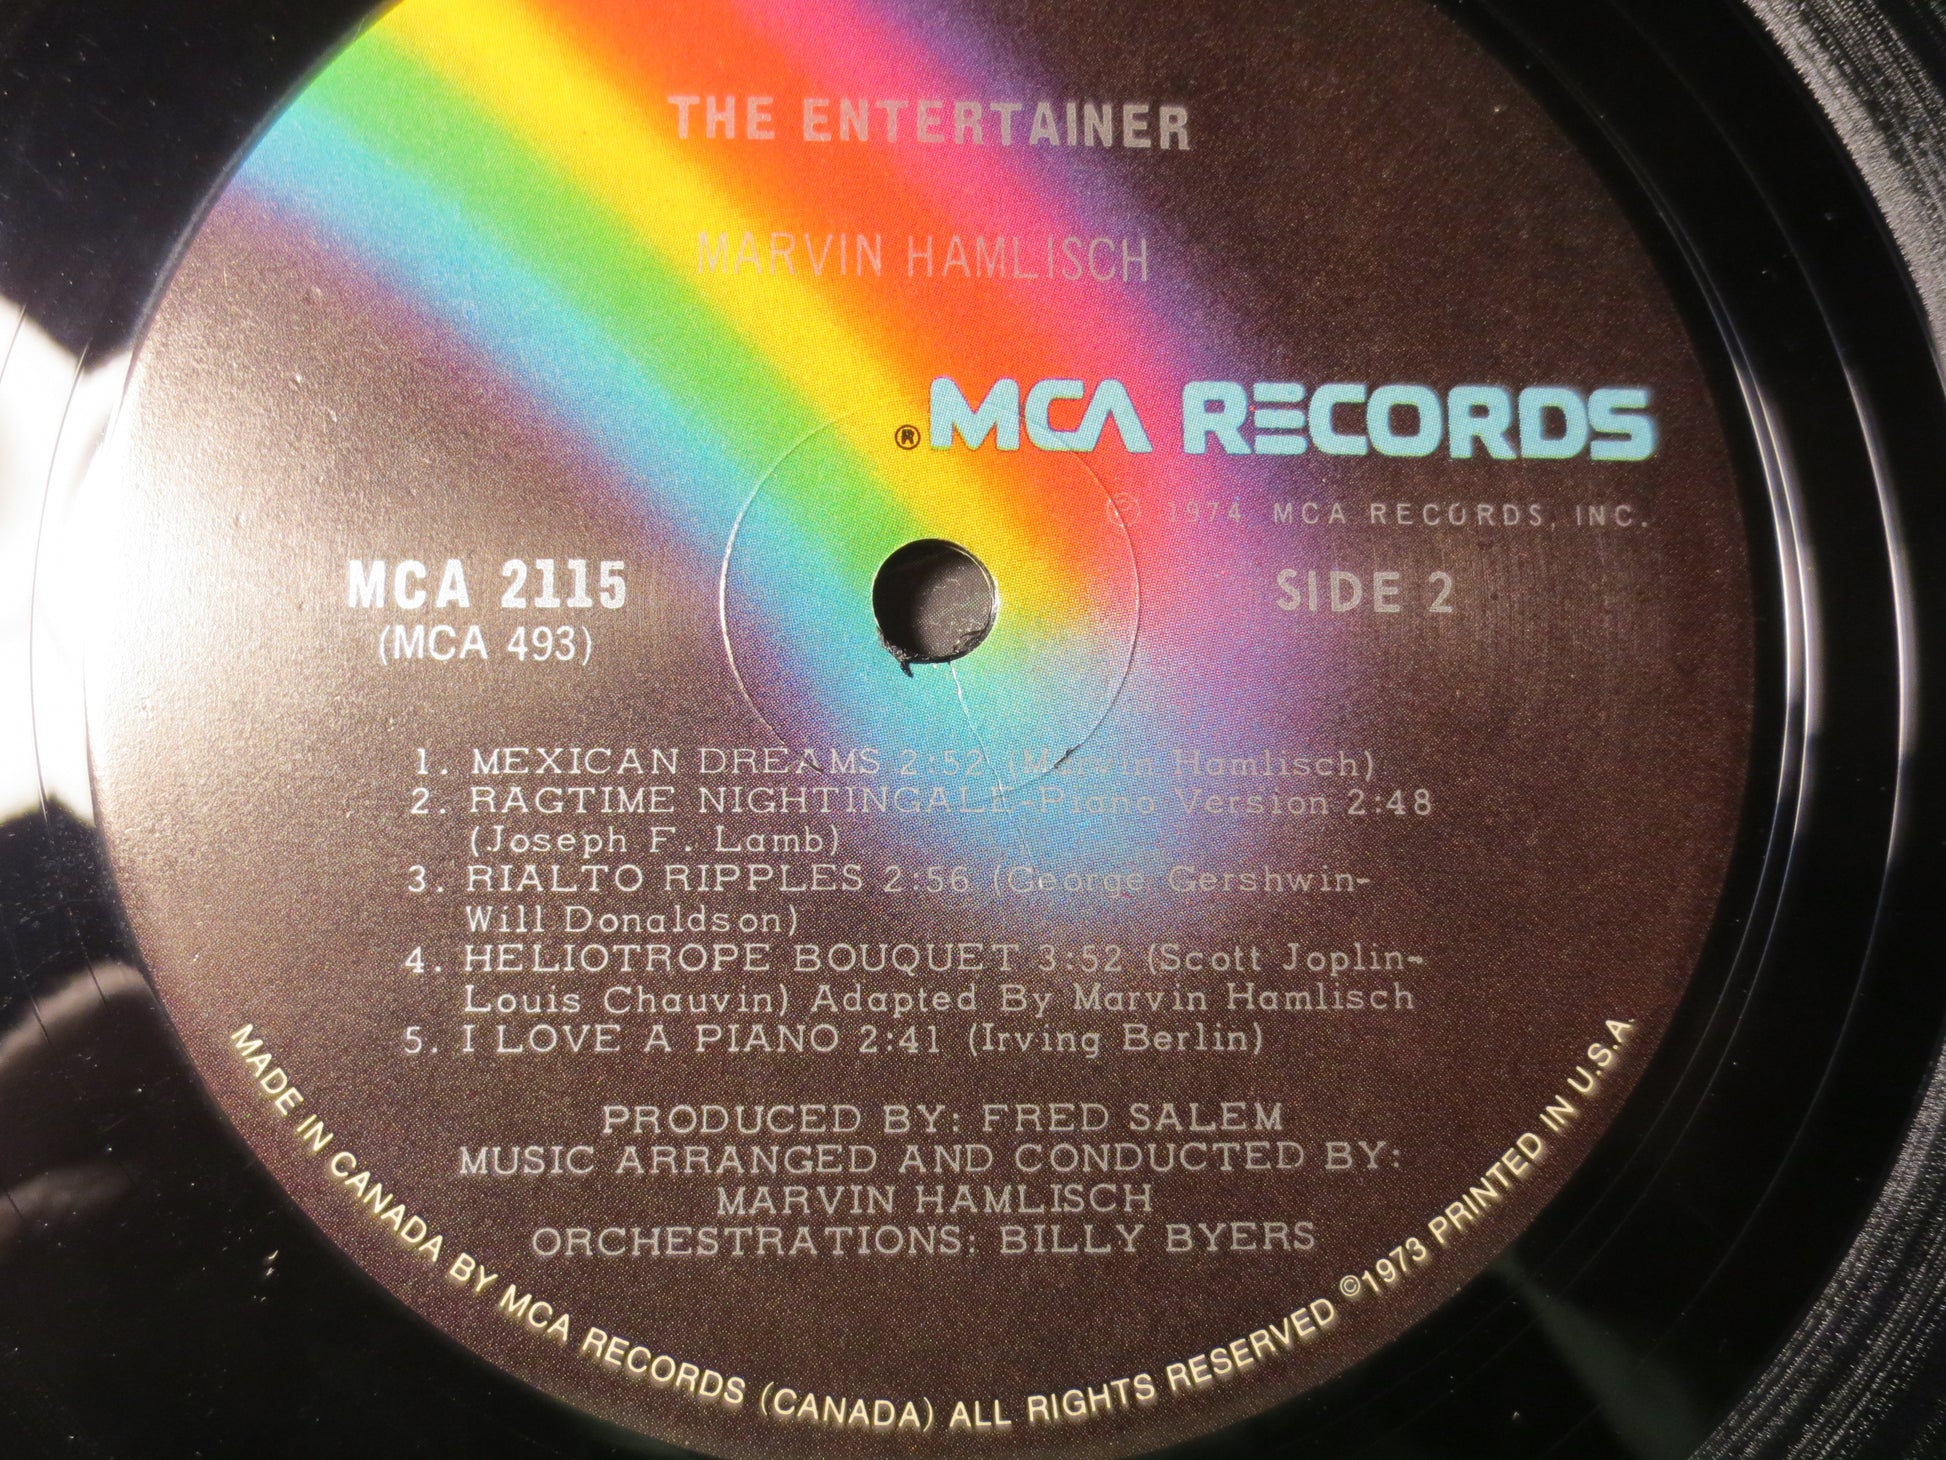 THE ENTERTAINER
MARVIN HAMLISCH
® MCA RECORDS
℗ 1974 MCA RECORDS, INC.
MCA 2115
(MCA 493)
SIDE 2
1. MEXICAN DREAMS 2:52 (Marvin Hamlisch)
2. RAGTIME NIGHTINGALE-Piano Version 2:48
(Joseph F. Lamb)
3. RIALTO RIPPLES 2:56 (George Gershwin-
Will Donaldson)
4. HELIOTROPE BOUQUET 3:52 (Scott Joplin-
Louis Chauvin) Adapted By Marvin Hamlisch
5. I LOVE A PIANO 2:41 (Irving Berlin)
PRODUCED BY: FRED SALEM
MUSIC ARRANGED AND CONDUCTED BY:
MARVIN HAMLISCH
ORCHESTRATIONS: BILLY BYERS
MADE IN CANADA BY MCA RECORDS (CANADA) ALL RIGHTS RESERVED ©1973 PRINTED IN U.S.A.